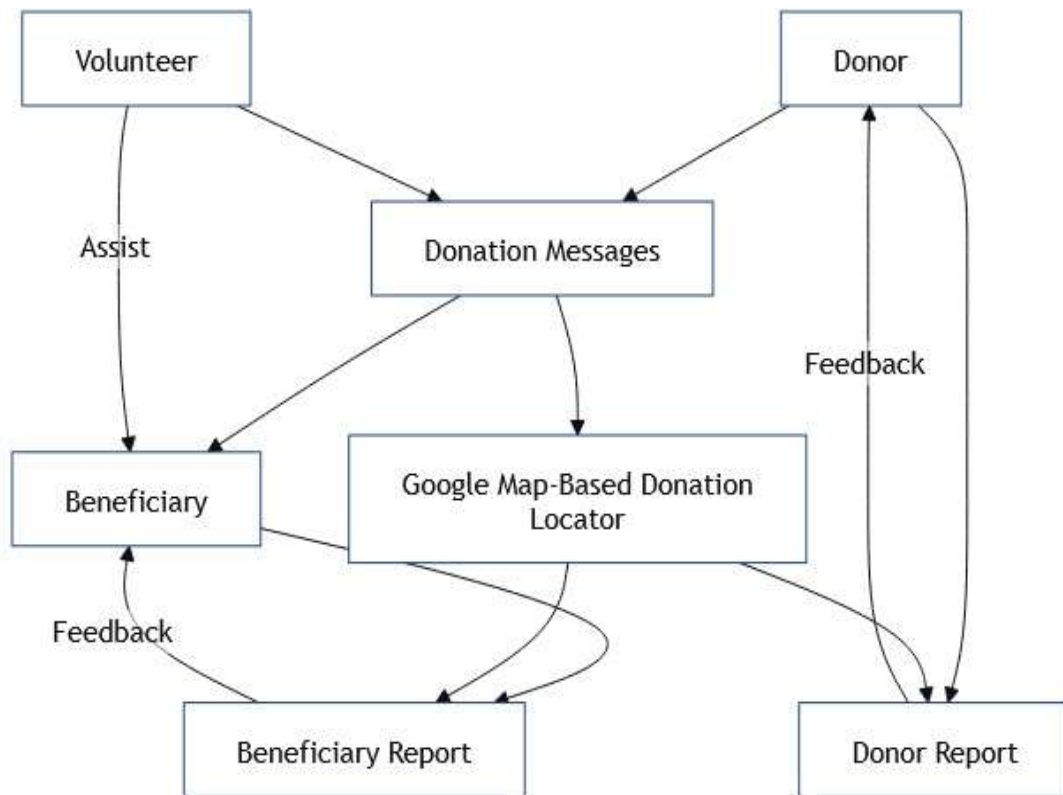 Volunteer
Donor
Assist
Donation Messages
Feedback
Beneficiary
Google Map-Based Donation
Locator
Feedback
Beneficiary Report
Donor Report